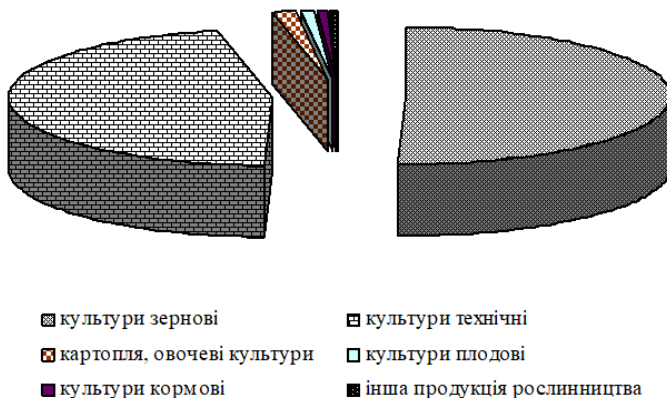 культури зернові
культури технічні
картопля, овочеві культури
культури плодові
культури кормові
інша продукція рослинництва